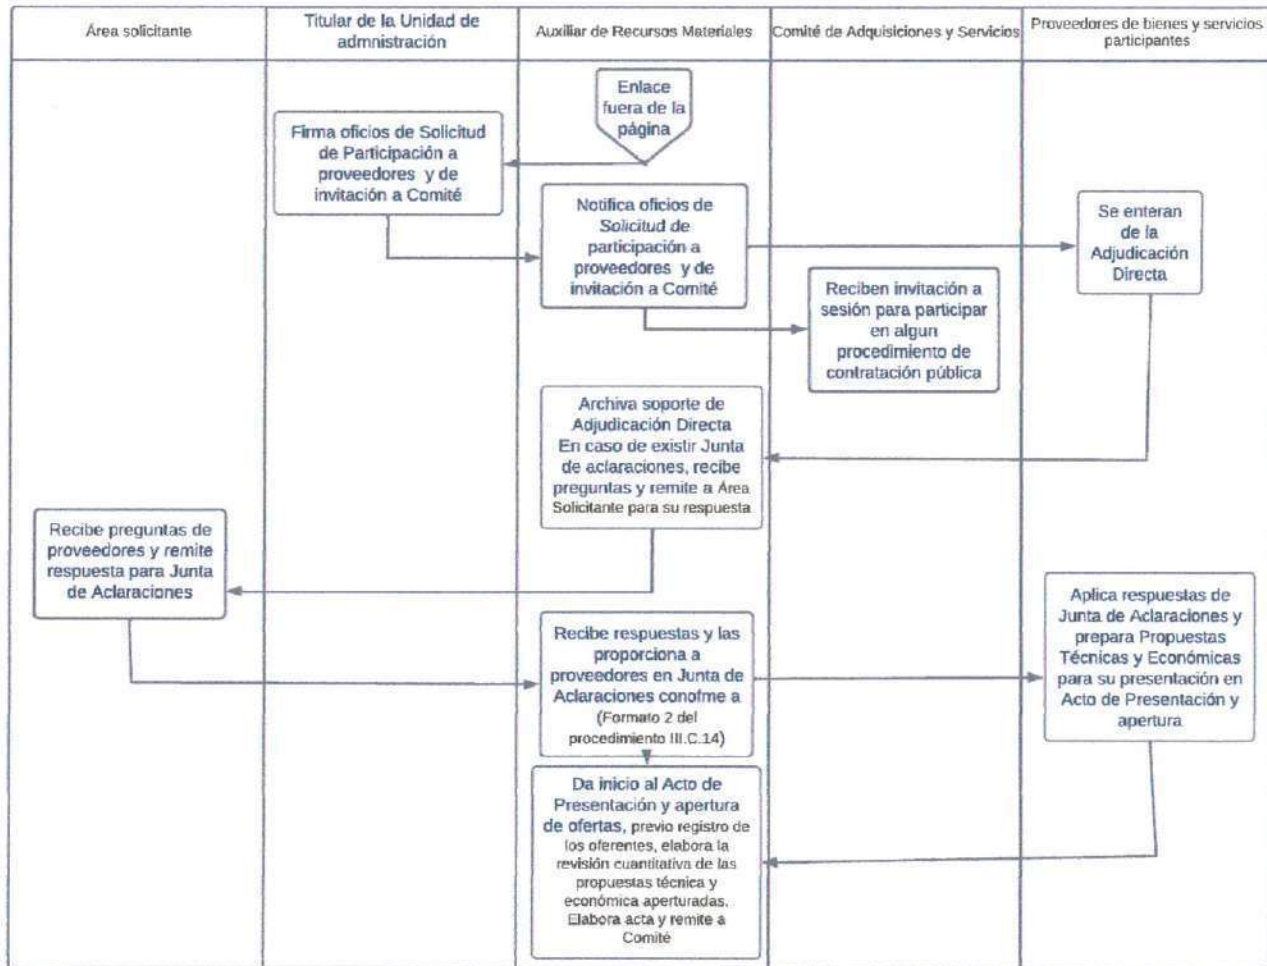 Área solicitante
Titular de la Unidad de
admnistración
Auxiliar de Recursos Materiales
Comité de Adquisiciones y Servicios
Proveedores de bienes y servicios
participantes
Enlace
fuera de la
página
Firma oficios de Solicitud
de Participación a
proveedores y de
invitación a Comité
Notifica oficios de
Solicitud de
participación a
proveedores y de
invitación a Comité
Se enteran
de la
Adjudicación
Directa
Reciben invitación a
sesión para participar
en algun
procedimiento de
contratación pública
Archiva soporte de
Adjudicación Directa
En caso de existir Junta
de aclaraciones, recibe
preguntas y remite a Área
Solicitante para su respuesta
Recibe preguntas de
proveedores y remite
respuesta para Junta
de Aclaraciones
Recibe respuestas y las
proporciona a
proveedores en Junta de
Aclaraciones conofme a
(Formato 2 del
procedimiento III.C.14)
Aplica respuestas de
Junta de Aclaraciones y
prepara Propuestas
Técnicas y Económicas
para su presentación en
Acto de Presentación y
apertura
Da inicio al Acto de
Presentación y apertura
de ofertas, previo registro de
los oferentes, elabora la
revisión cuantitativa de las
propuestas técnica y
económica aperturadas.
Elabora acta y remite a
Comité